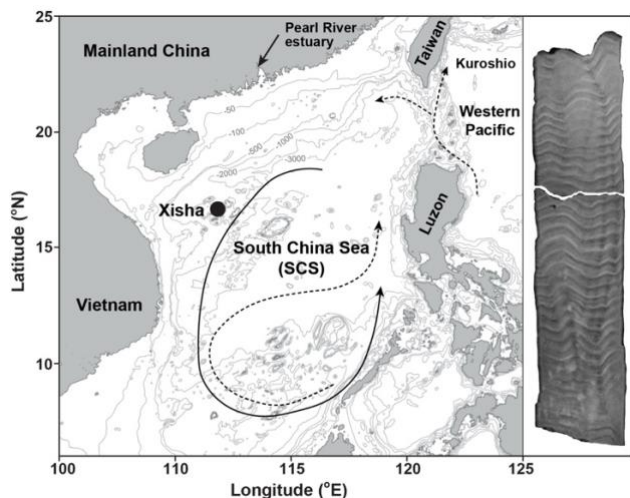 25
Mainland China
Pearl River
estuary
Taiwan
Kuroshio
Western
Pacific
-50
-100
-500
-1000
-2000
-3000
20
Xisha
Luzon
South China Sea
(SCS)
15
Vietnam
10
Latitude (°N)
100
110
115
120
125
Longitude (°E)